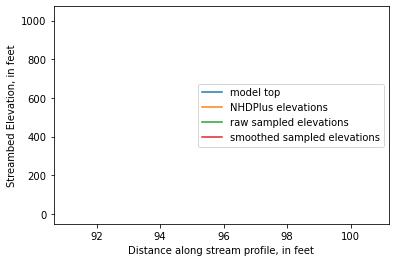 1000
800
600
400
200
0
Streambed Elevation, in feet
model top
NHDPlus elevations
raw sampled elevations
smoothed sampled elevations
92 94 96 98 100
Distance along stream profile, in feet